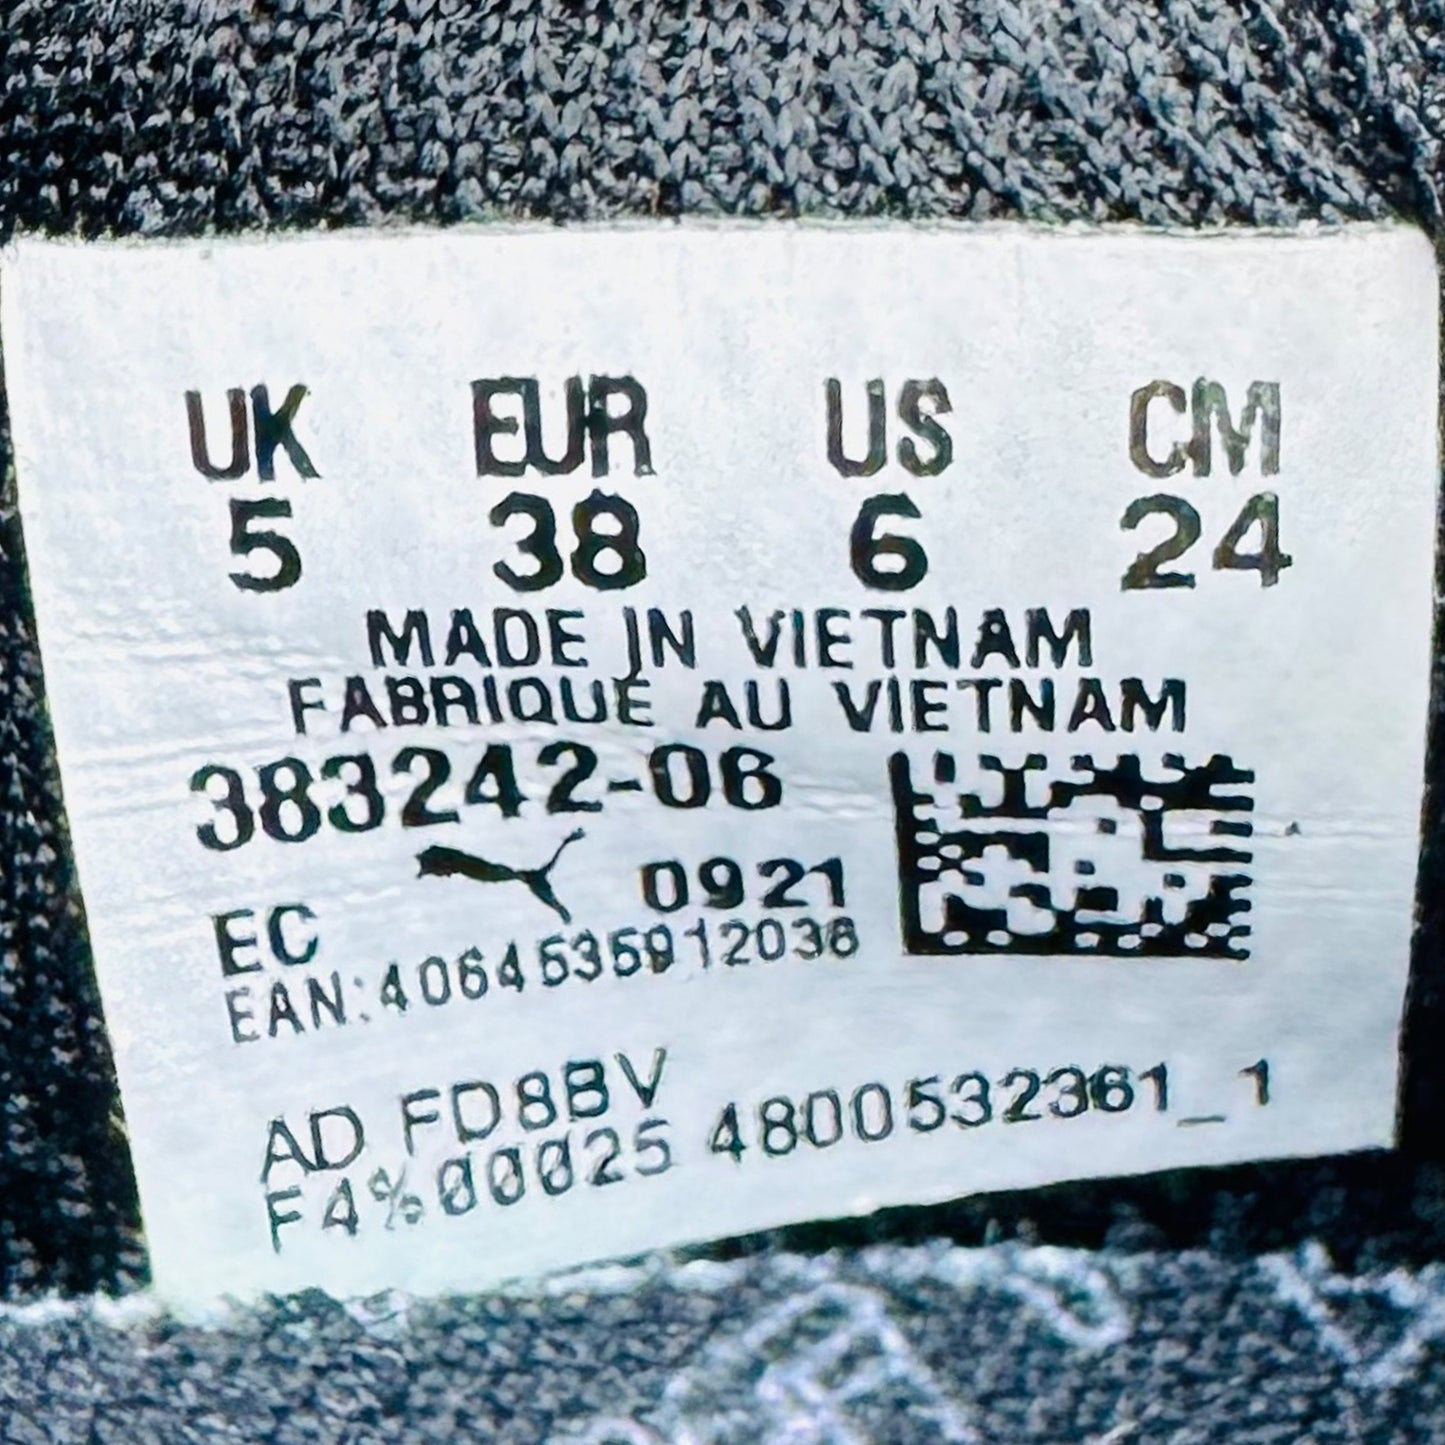 UK EUR US CM
5 38 6 24
MADE IN VIETNAM
FABRIQUÉ AU VIETNAM
383242-06
0921
EC
EAN:4064535912036
AD FD8BV
F4%00025 4800532361_1